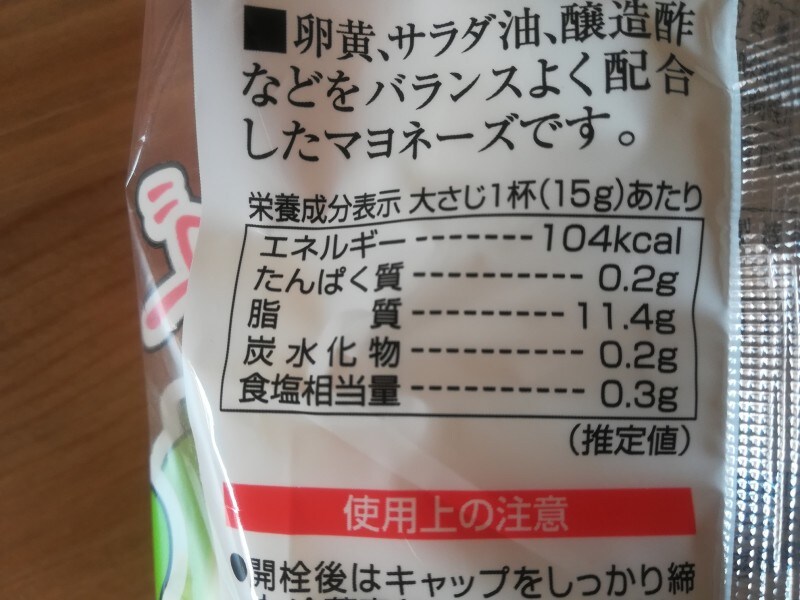 ■卵黄、サラダ油、醸造酢
などをバランスよく配合
したマヨネーズです。
栄養成分表示 大さじ1杯(15g)あたり
エネルギー--------104kcal
たんぱく質-----------0.2g
脂質-----------11.4g
炭水化物-----------0.2g
食塩相当量-----------0.3g
(推定値)
使用上の注意
●開栓後はキャップをしっかり締